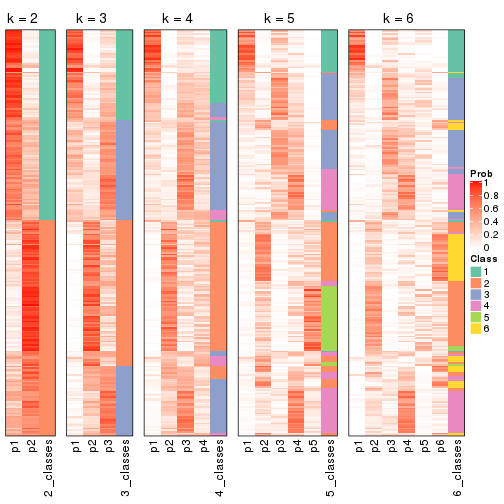 k = 2
k = 3
k = 4
k = 5
k = 6
Prob
1
0.8
0.6
0.4
0.2
0
Class
1
2
3
4
5
6
p1
p2
2_classes
p1
p2
p3
3_classes
p1
p2
p3
p4
4_classes
p1
p2
p3
p4
p5
5_classes
p1
p2
p3
p4
p5
p6
6_classes